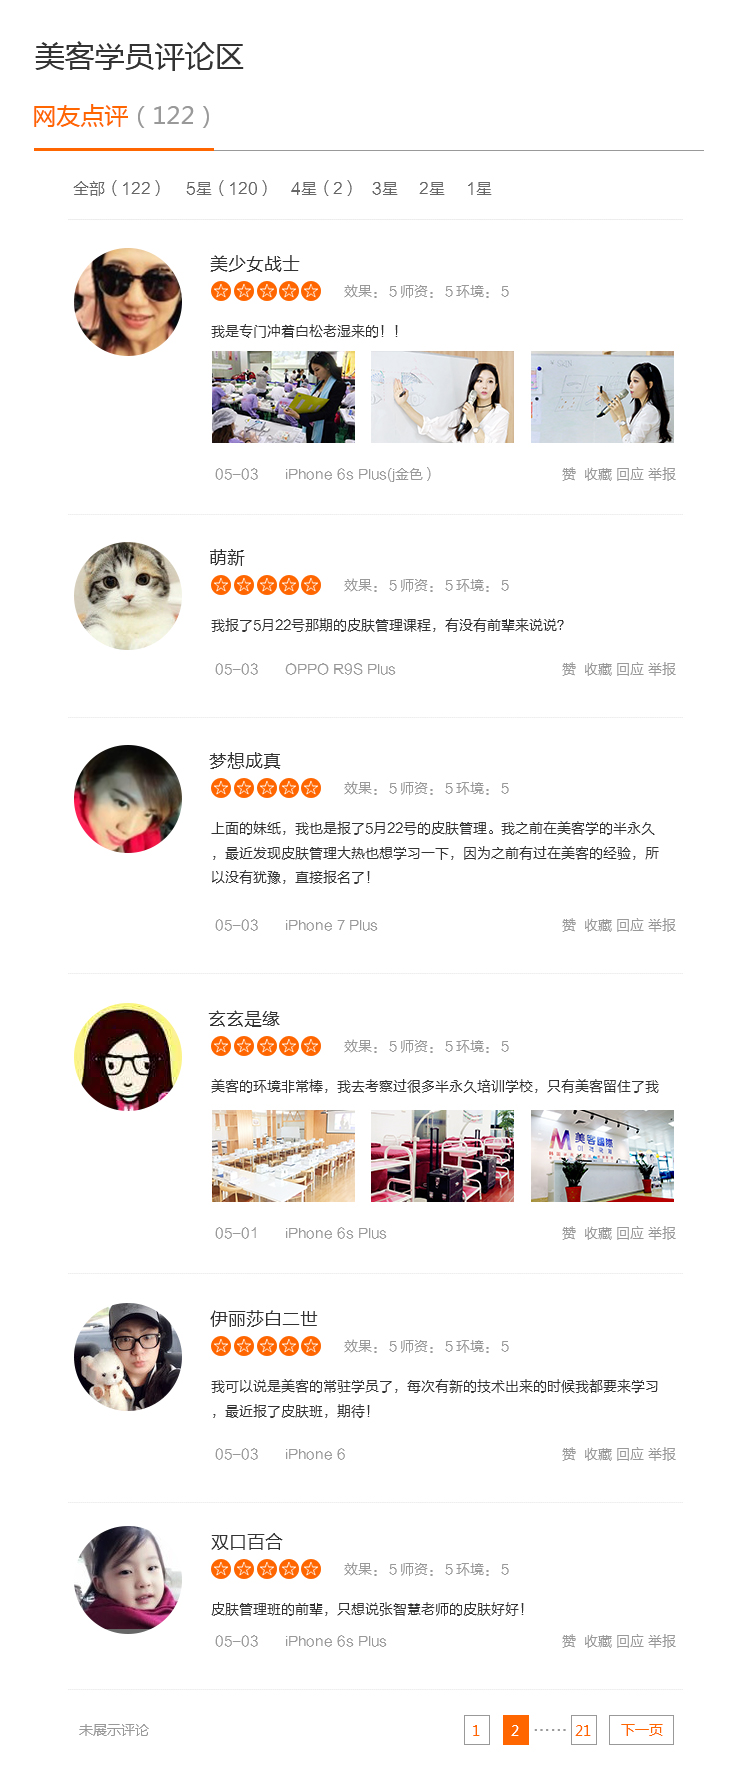 美客学员评论区
网友点评（122）
全部（122） 5星（120） 4星（2） 3星 2星 1星
美少女战士
效果：5 师资：5 环境：5
我是专门冲着白松老湿来的！！
05-03 iPhone 6s Plus(j金色） 赞 收藏 回应 举报
萌新
效果：5 师资：5 环境：5
我报了5月22号那期的皮肤管理课程，有没有前辈来说说?
05-03 OPPO R9S Plus 赞 收藏 回应 举报
梦想成真
效果：5 师资：5 环境：5
上面的妹纸，我也是报了5月22号的皮肤管理。我之前在美客学的半永久
，最近发现皮肤管理大热也想学习一下，因为之前有过在美客的经验，所
以没有犹豫，直接报名了！
05-03 iPhone 7 Plus 赞 收藏 回应 举报
玄玄是缘
效果：5 师资：5 环境：5
美客的环境非常棒，我去考察过很多半永久培训学校，只有美客留住了我
美客國際
05-01 iPhone 6s Plus 赞 收藏 回应 举报
伊丽莎白二世
效果：5 师资：5 环境：5
我可以说是美客的常驻学员了，每次有新的技术出来的时候我都要来学习
，最近报了皮肤班，期待！
05-03 iPhone 6 赞 收藏 回应 举报
双口百合
效果：5 师资：5 环境：5
皮肤管理班的前辈，只想说张智慧老师的皮肤好好！
05-03 iPhone 6s Plus 赞 收藏 回应 举报
未展示评论 1 2 …… 21 下一页